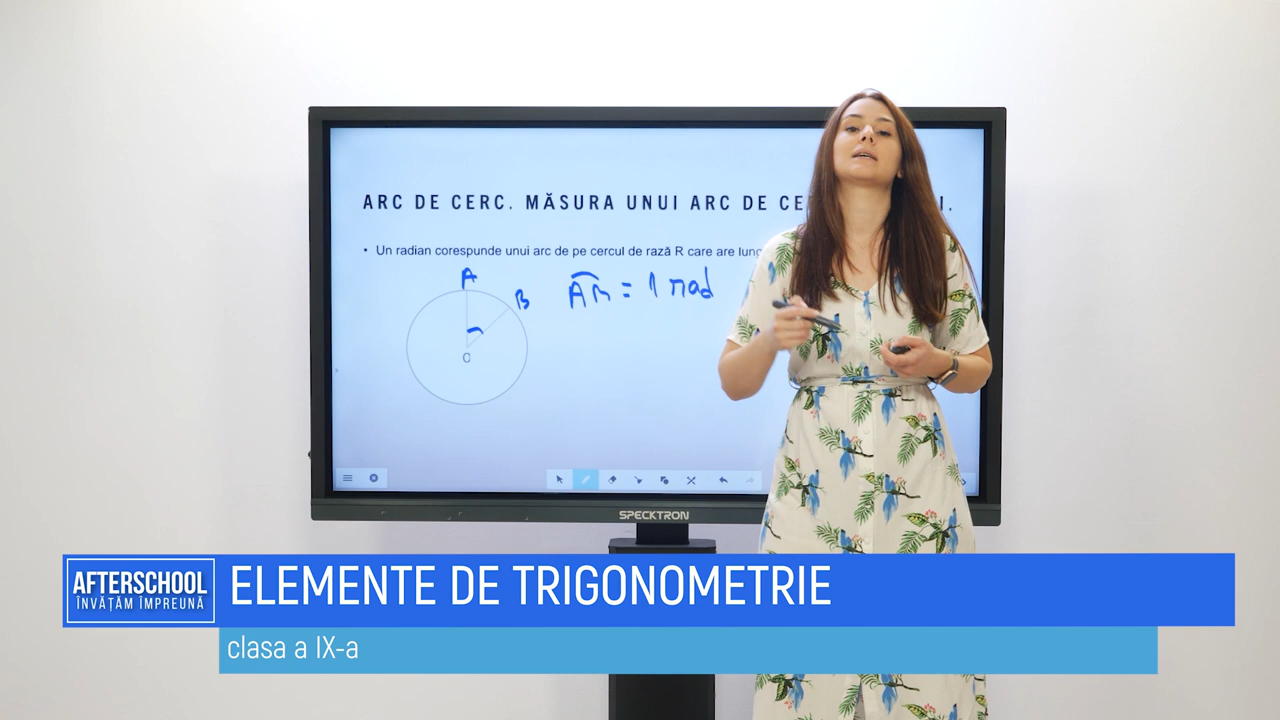 ARC DE CERC. MĂSURA UNUI ARC DE CE I.
• Un radian corespunde unui arc de pe cercul de rază R care are lung
A
B
AB = 1 rad
O
SPECKTRON
AFTERSCHOOL
ÎNVĂȚĂM ÎMPREUNĂ
ELEMENTE DE TRIGONOMETRIE
clasa a IX-a